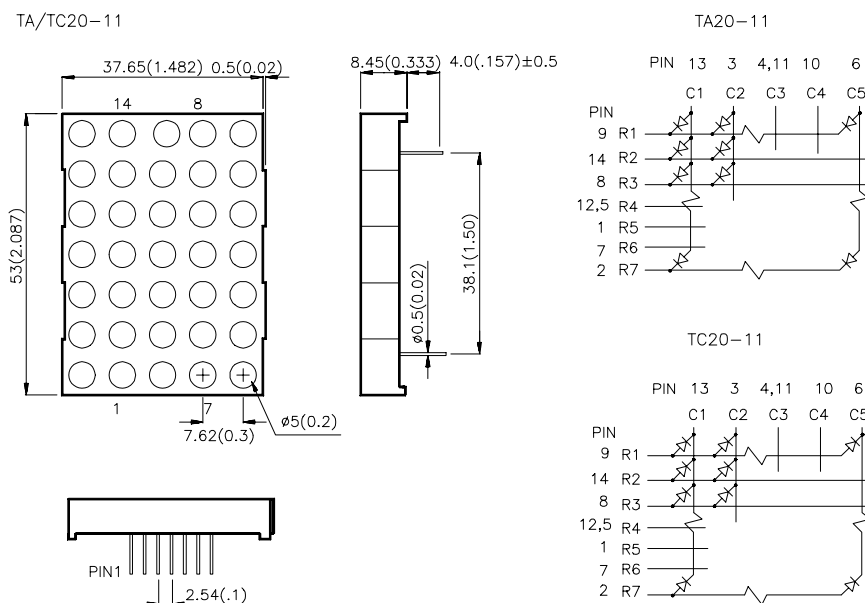 TA/TC20-11
37.65(1.482) 0.5(0.02)
14 8
53(2.087)
1 7
7.62(0.3)
ø5(0.2)
8.45(0.333) 4.0(.157)±0.5
38.1(1.50)
ø0.5(0.02)
PIN1
2.54(.1)
TA20-11
PIN 13 3 4,11 10 6
C1 C2 C3 C4 C5
PIN
9 R1
14 R2
8 R3
12,5 R4
1 R5
7 R6
2 R7
TC20-11
PIN 13 3 4,11 10 6
C1 C2 C3 C4 C5
PIN
9 R1
14 R2
8 R3
12,5 R4
1 R5
7 R6
2 R7